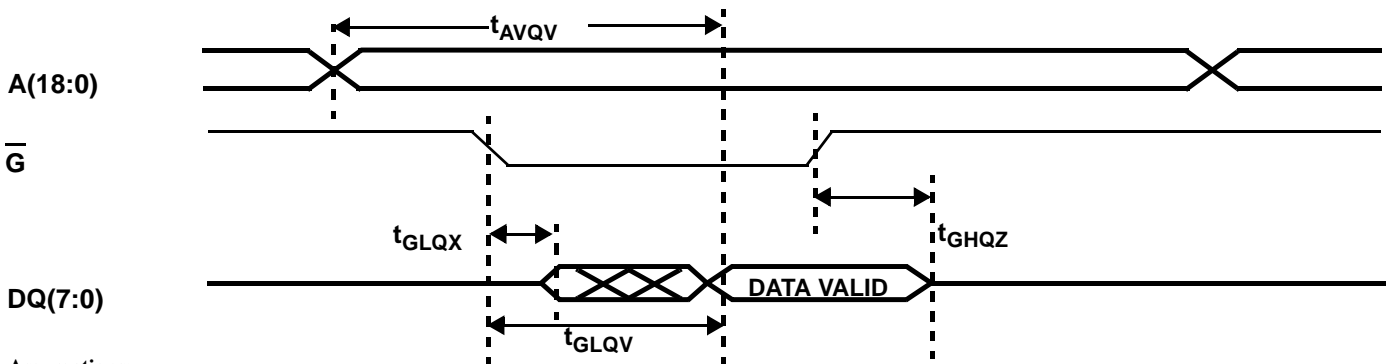 tAVQV
A(18:0)
G
tGLQX
tGHQZ
DQ(7:0)
DATA VALID
tGLQV